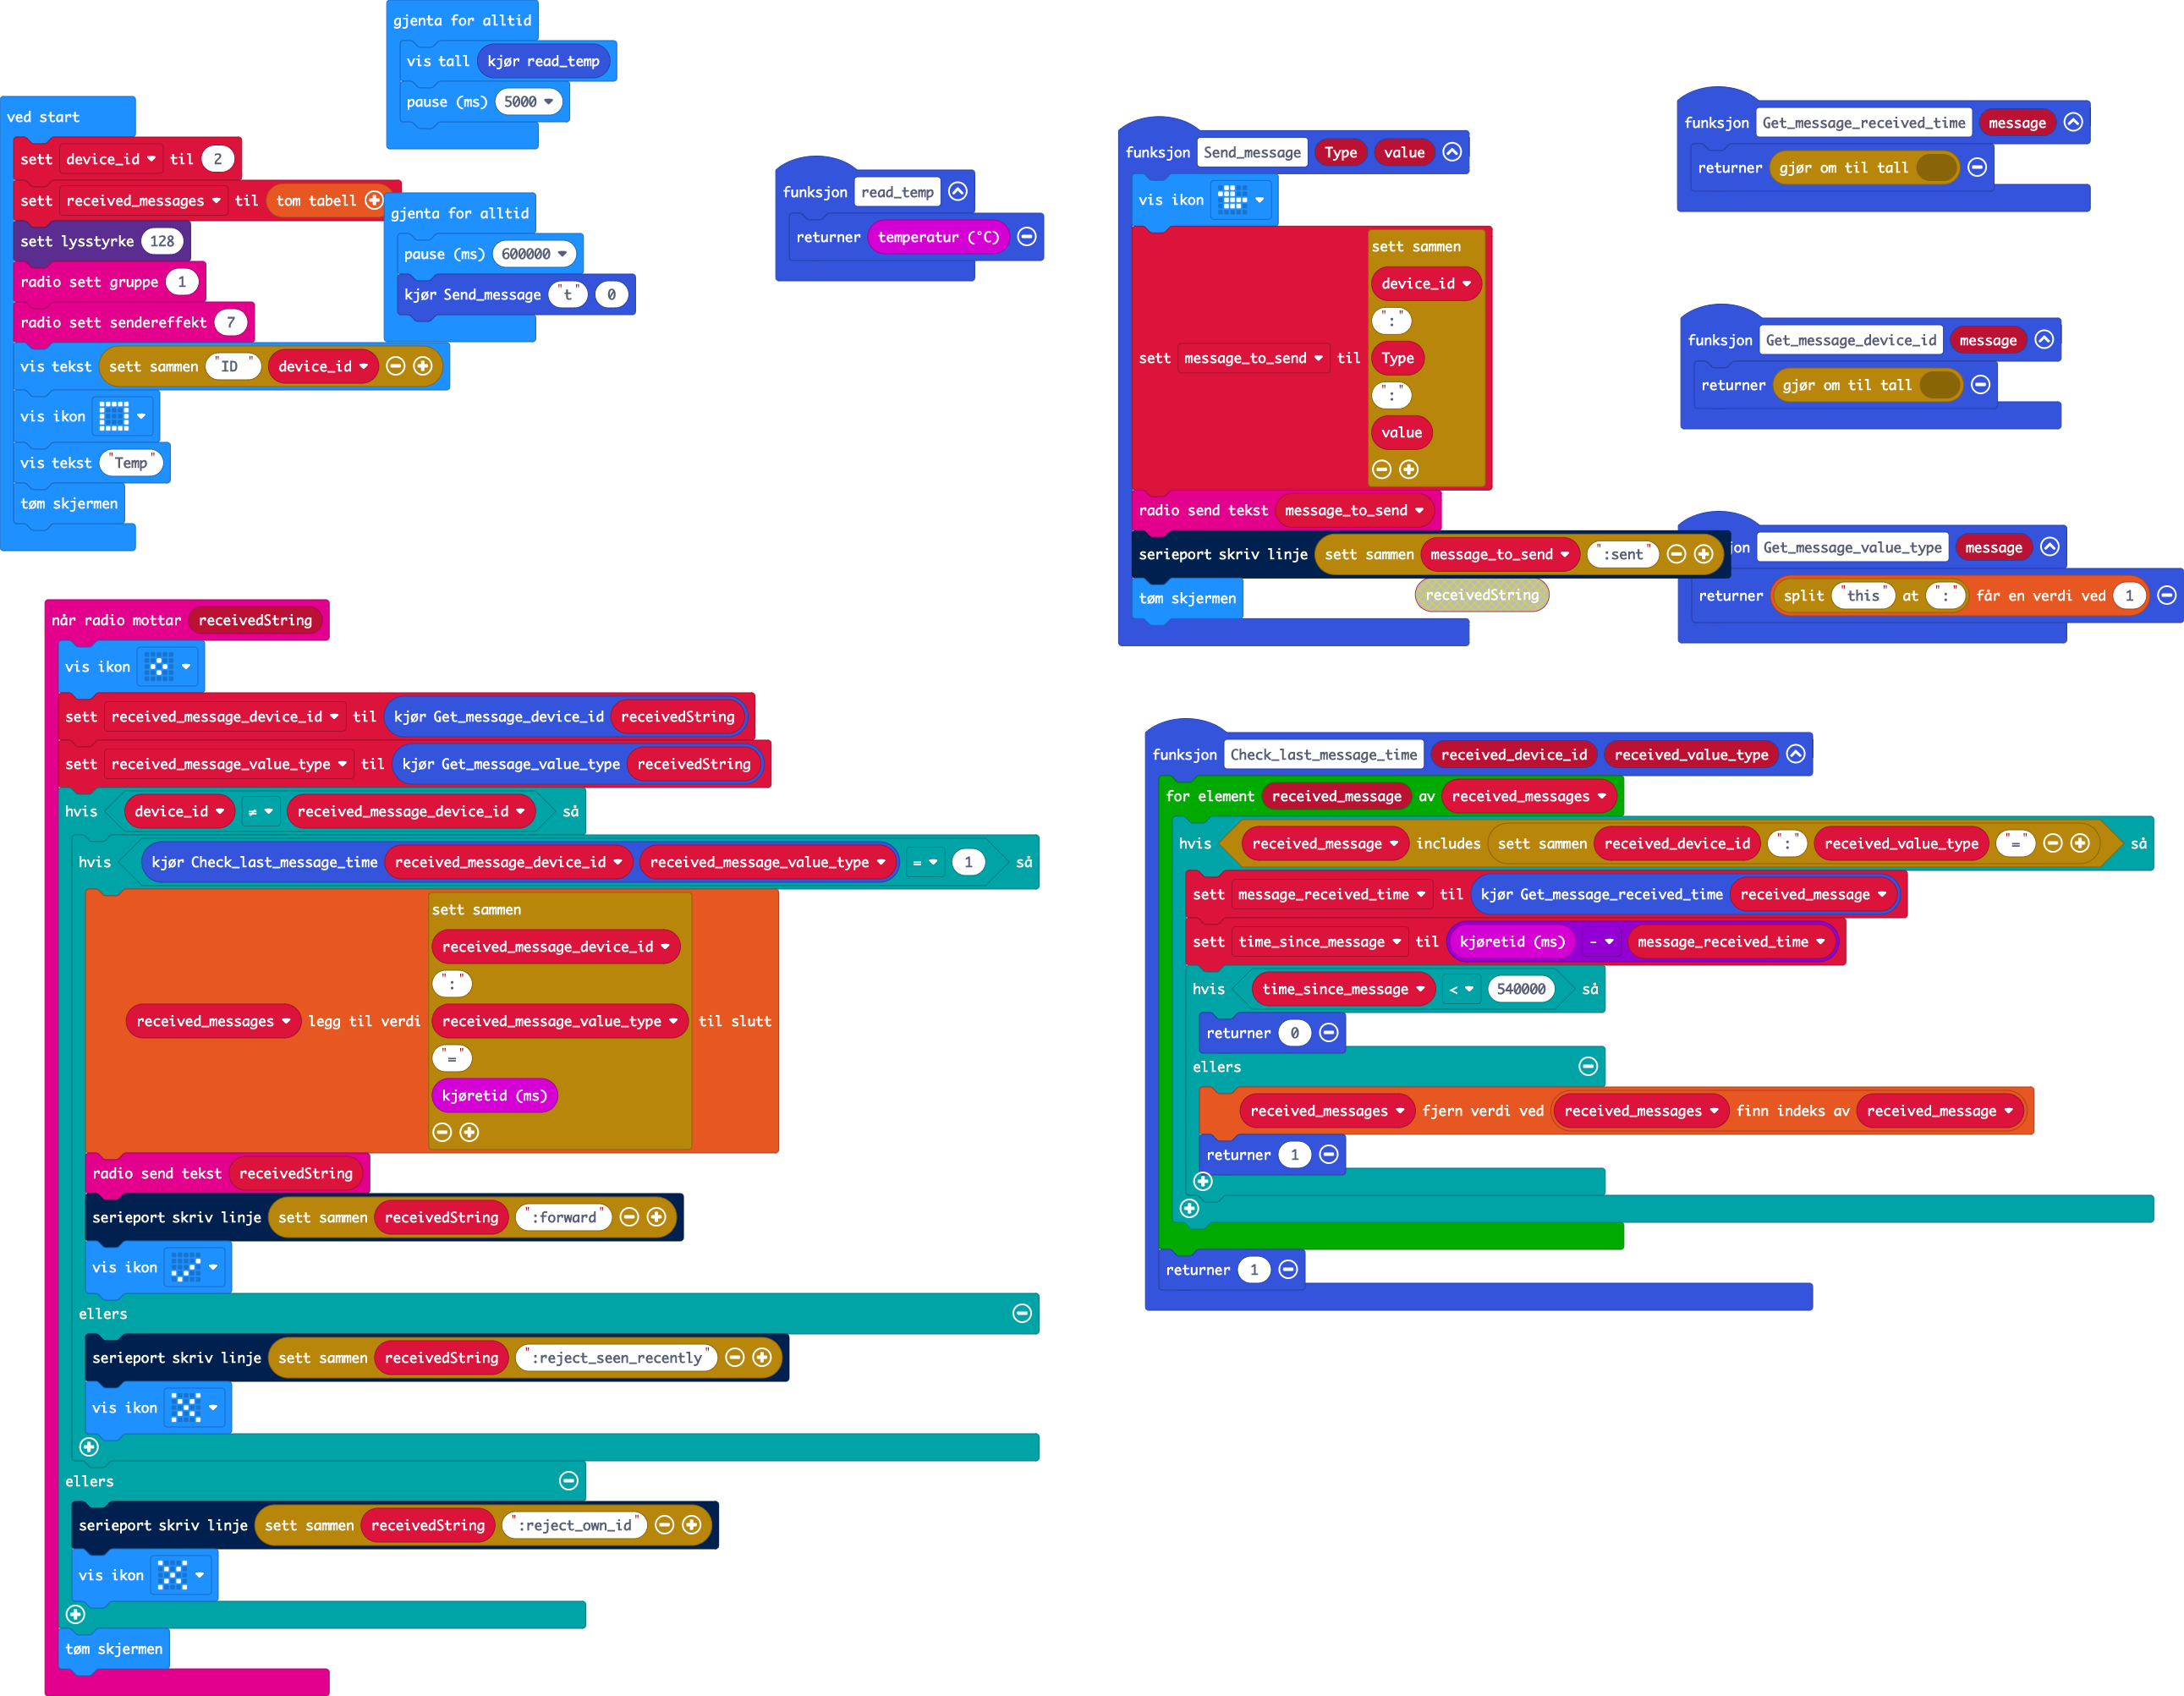 gjenta for alltid
vis tall kjør read_temp
pause (ms) 5000
ved start
sett device_id til 2
sett received_messages til tom tabell
sett lysstyrke 128
radio sett gruppe 1
radio sett sendereffekt 7
vis tekst sett sammen "ID " device_id
vis ikon
vis tekst "Temp"
tøm skjermen
gjenta for alltid
pause (ms) 600000
kjør Send_message "t" 0
funksjon read_temp
returner temperatur (°C)
funksjon Send_message Type value
vis ikon
sett message_to_send til
sett sammen
device_id
":"
Type
":"
value
radio send tekst message_to_send
serieport skriv linje sett sammen message_to_send ":sent"
tøm skjermen
receivedString
funksjon Get_message_received_time message
returner gjør om til tall
funksjon Get_message_device_id message
returner gjør om til tall
jon Get_message_value_type message
returner split "this" at ":" får en verdi ved 1
når radio mottar receivedString
vis ikon
sett received_message_device_id til kjør Get_message_device_id receivedString
sett received_message_value_type til kjør Get_message_value_type receivedString
hvis device_id ≠ received_message_device_id så
hvis kjør Check_last_message_time received_message_device_id received_message_value_type = 1 så
received_messages legg til verdi
sett sammen
received_message_device_id
":"
received_message_value_type
"="
kjøretid (ms)
til slutt
radio send tekst receivedString
serieport skriv linje sett sammen receivedString ":forward"
vis ikon
ellers
serieport skriv linje sett sammen receivedString ":reject_seen_recently"
vis ikon
ellers
serieport skriv linje sett sammen receivedString ":reject_own_id"
vis ikon
tøm skjermen
funksjon Check_last_message_time received_device_id received_value_type
for element received_message av received_messages
hvis received_message includes sett sammen received_device_id ":" received_value_type "=" så
sett message_received_time til kjør Get_message_received_time received_message
sett time_since_message til kjøretid (ms) - message_received_time
hvis time_since_message < 540000 så
returner 0
ellers
received_messages fjern verdi ved received_messages finn indeks av received_message
returner 1
returner 1